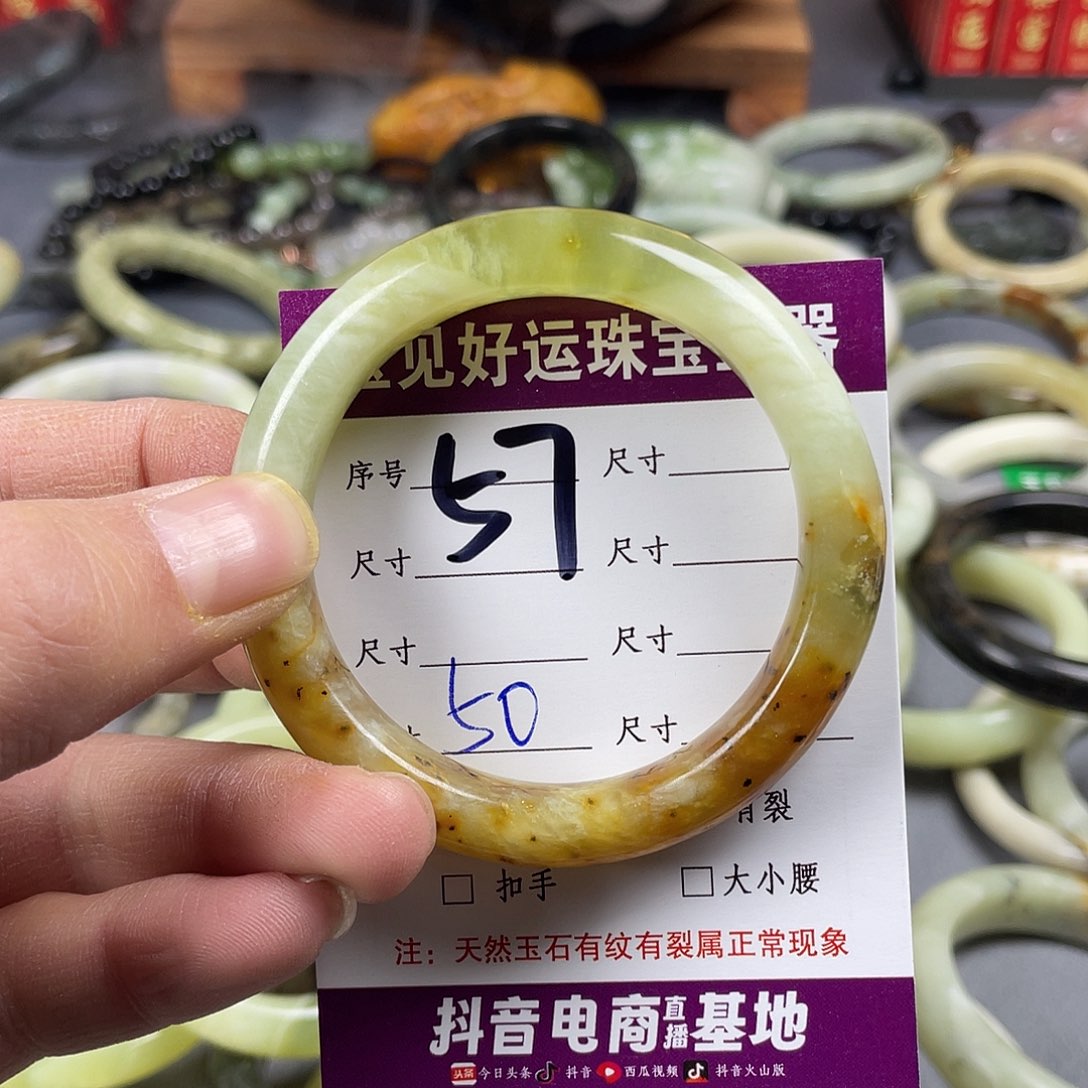 见好运珠宝
序号 57 尺寸
尺寸 尺寸
尺寸 尺寸
50 尺寸
有裂
扣手 大小腰
注：天然玉石有纹有裂属正常现象
抖音电商直播基地
头条 今日头条 抖音 西瓜视频 抖音火山版